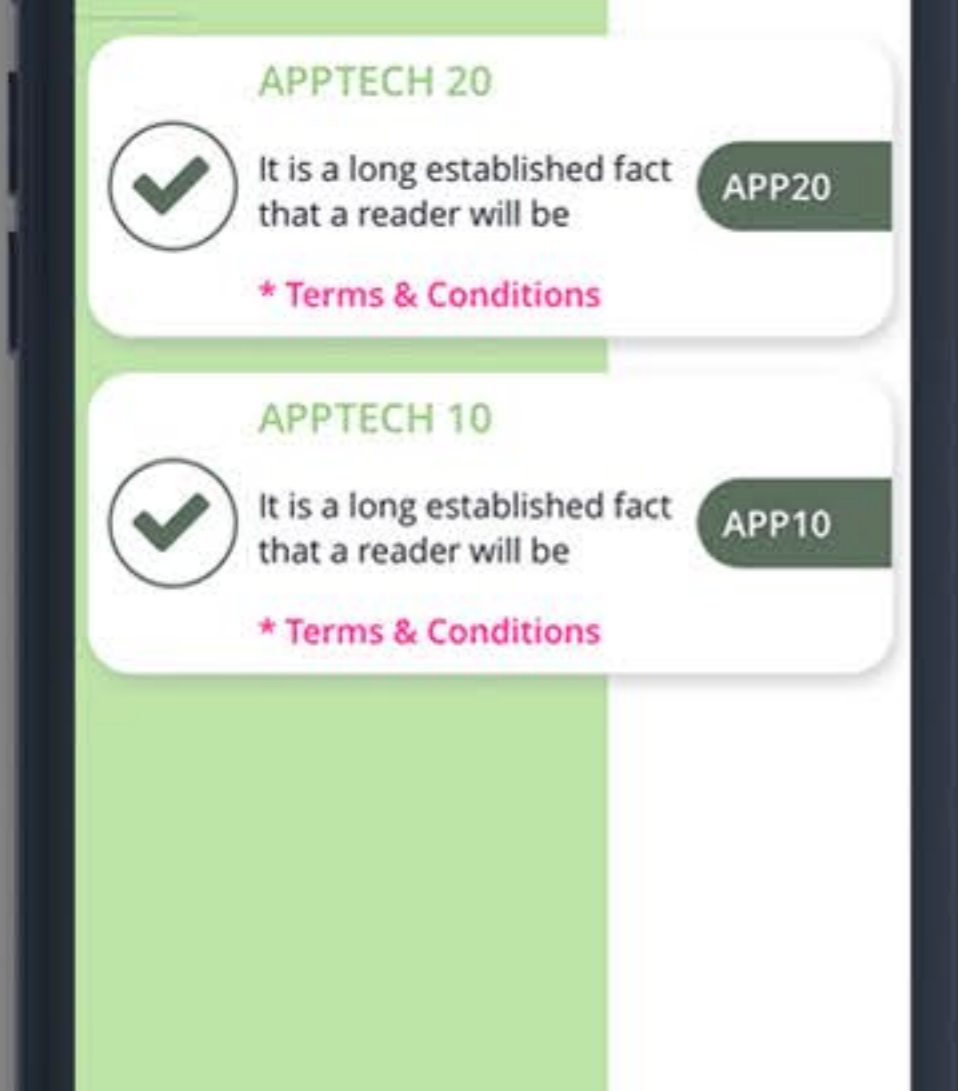 APPTECH 20
It is a long established fact
that a reader will be
APP20
* Terms & Conditions
APPTECH 10
It is a long established fact
that a reader will be
APP10
* Terms & Conditions